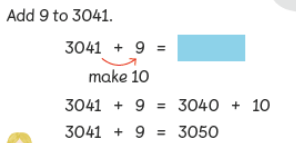 Add 9 to 3041.
3041 + 9 =
make 10
3041 + 9 = 3040 + 10
3041 + 9 = 3050